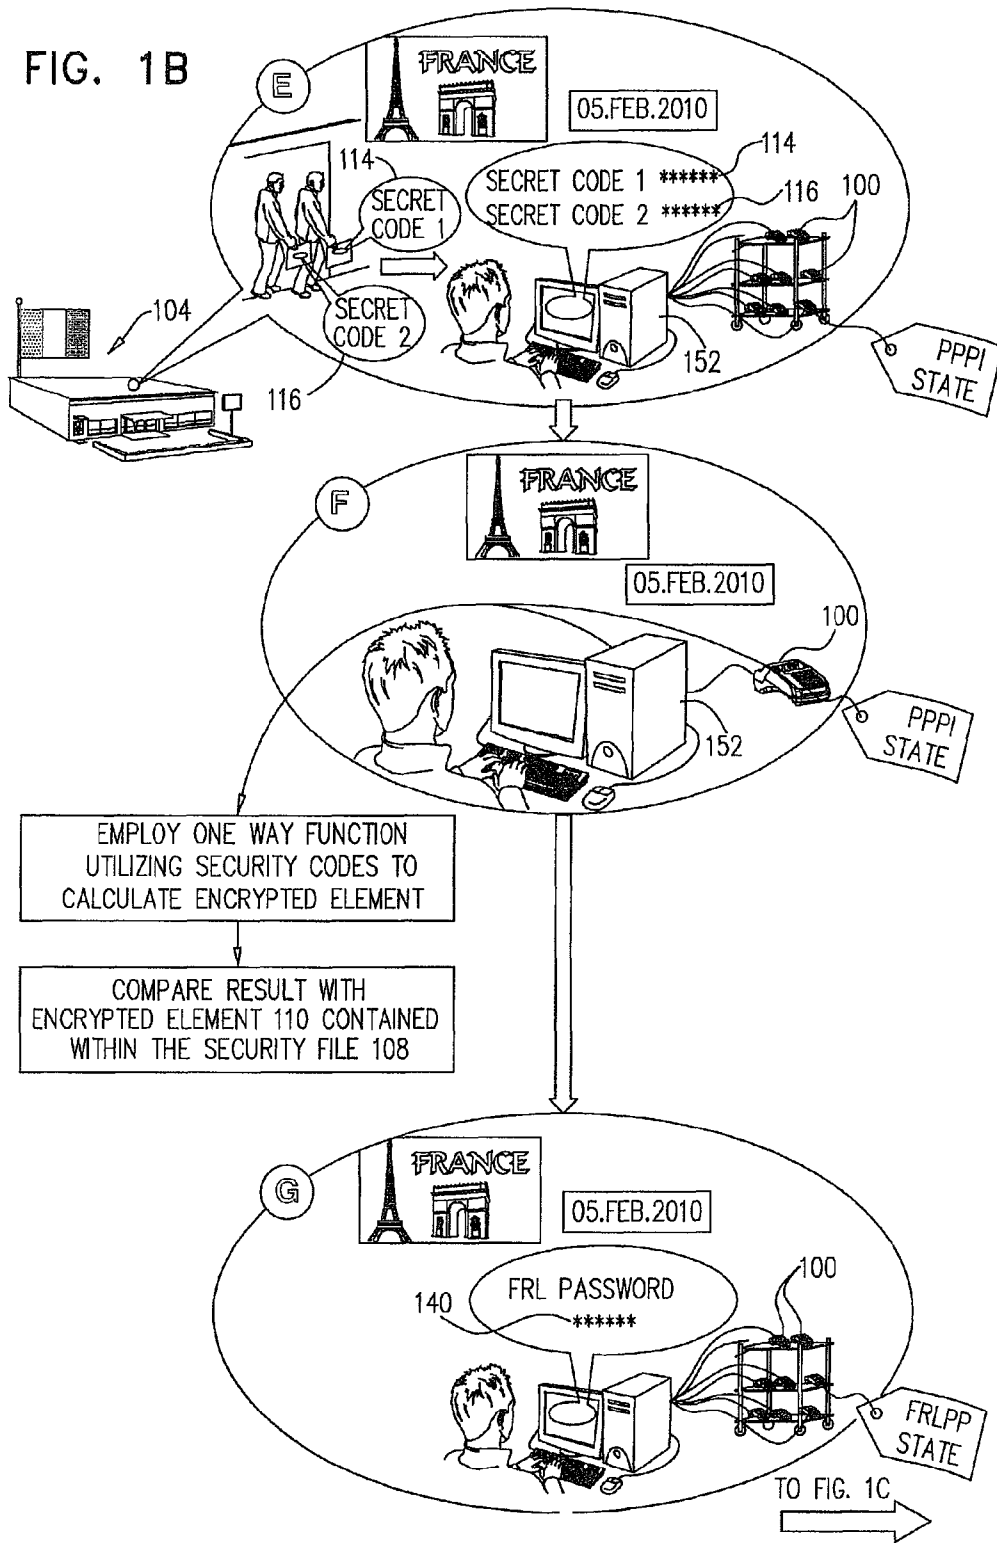 FIG. 1B
E
FRANCE
05.FEB.2010
114
SECRET
CODE 1
SECRET CODE 1 ******
SECRET CODE 2 ******
114
116
100
SECRET
CODE 2
104
116
152
PPPI
STATE
F
FRANCE
05.FEB.2010
100
152
PPPI
STATE
EMPLOY ONE WAY FUNCTION
UTILIZING SECURITY CODES TO
CALCULATE ENCRYPTED ELEMENT
COMPARE RESULT WITH
ENCRYPTED ELEMENT 110 CONTAINED
WITHIN THE SECURITY FILE 108
G
FRANCE
05.FEB.2010
FRL PASSWORD
******
140
100
FRLPP
STATE
TO FIG. 1C